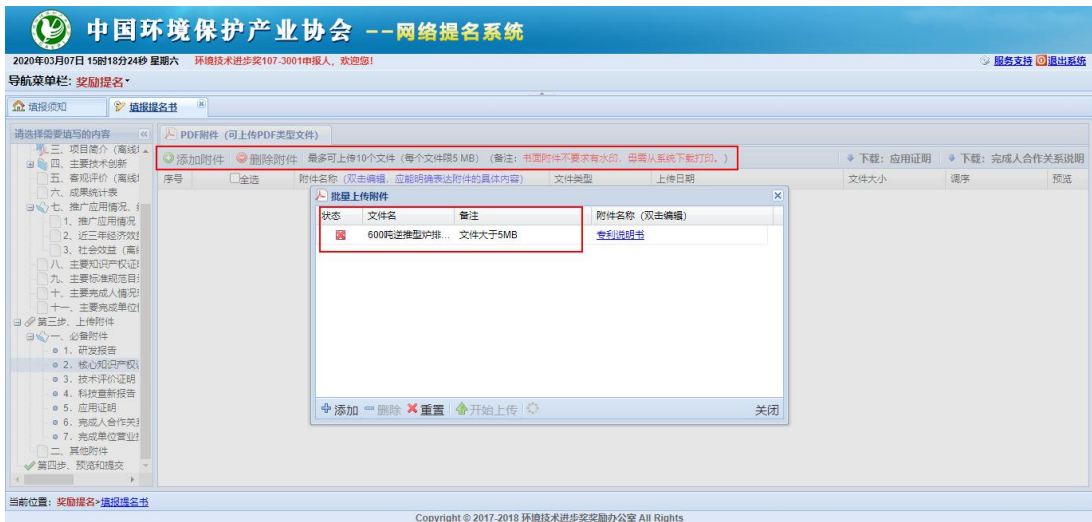 中国环境保护产业协会 --网络提名系统
2020年03月07日 15时18分24秒 星期六 环境技术进步奖107-3001申报人，欢迎您！
服务支持 退出系统
导航菜单栏: 奖励提名
填报须知 填报提名书
请选择需要填写的内容
PDF附件（可上传PDF类型文件）
添加附件 删除附件 最多可上传10个文件（每个文件限5 MB）（备注：书面附件不要求有水印，毋需从系统下载打印。）
下载：应用证明 下载：完成人合作关系说明
序号 全选 附件名称（双击编辑，应能明确表达附件的具体内容） 文件类型 上传日期 文件大小 调序 预览
三、项目简介（离线
四、主要技术创新
五、客观评价（离线
六、成果统计表
七、推广应用情况、
1、推广应用情况
2、近三年经济效
3、社会效益（离
八、主要知识产权证
九、主要标准规范目
十、主要完成人情况
十一、主要完成单位
第三步、上传附件
一、必备附件
1. 研发报告
2. 核心知识产权
3. 技术评价证明
4. 科技查新报告
5. 应用证明
6. 完成人合作关
7. 完成单位营业
二、其他附件
第四步、预览和提交
批量上传附件
状态 文件名 备注 附件名称（双击编辑）
600吨逆推型炉排... 文件大于5MB 专利说明书
添加 删除 重置 开始上传 关闭
当前位置: 奖励提名>填报提名书
Copyright © 2017-2018 环境技术进步奖奖励办公室 All Rights